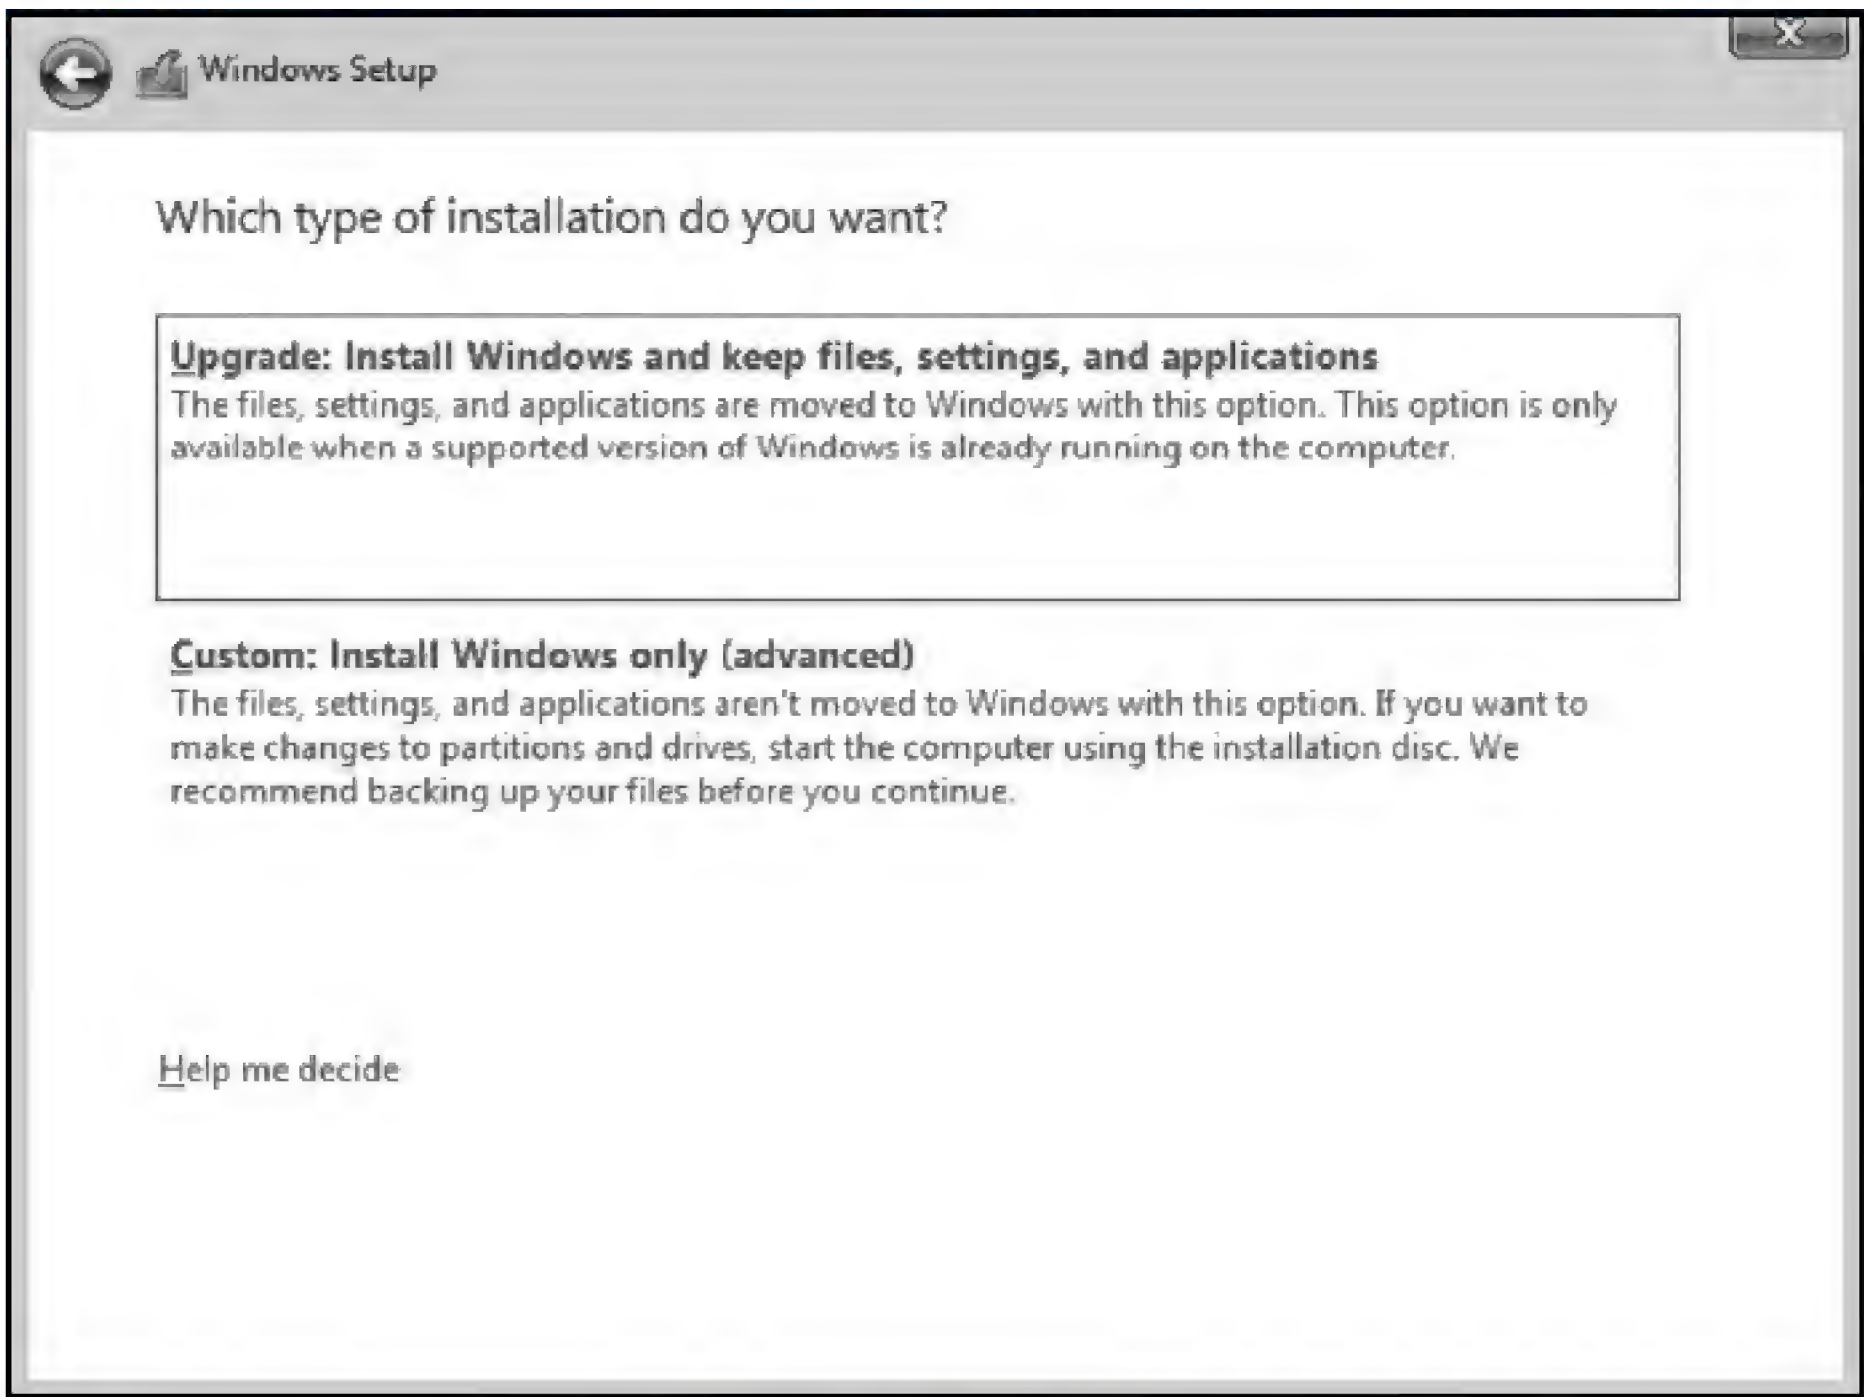 Windows Setup
Which type of installation do you want?
Upgrade: Install Windows and keep files, settings, and applications
The files, settings, and applications are moved to Windows with this option. This option is only
available when a supported version of Windows is already running on the computer.
Custom: Install Windows only (advanced)
The files, settings, and applications aren't moved to Windows with this option. If you want to
make changes to partitions and drives, start the computer using the installation disc. We
recommend backing up your files before you continue.
Help me decide